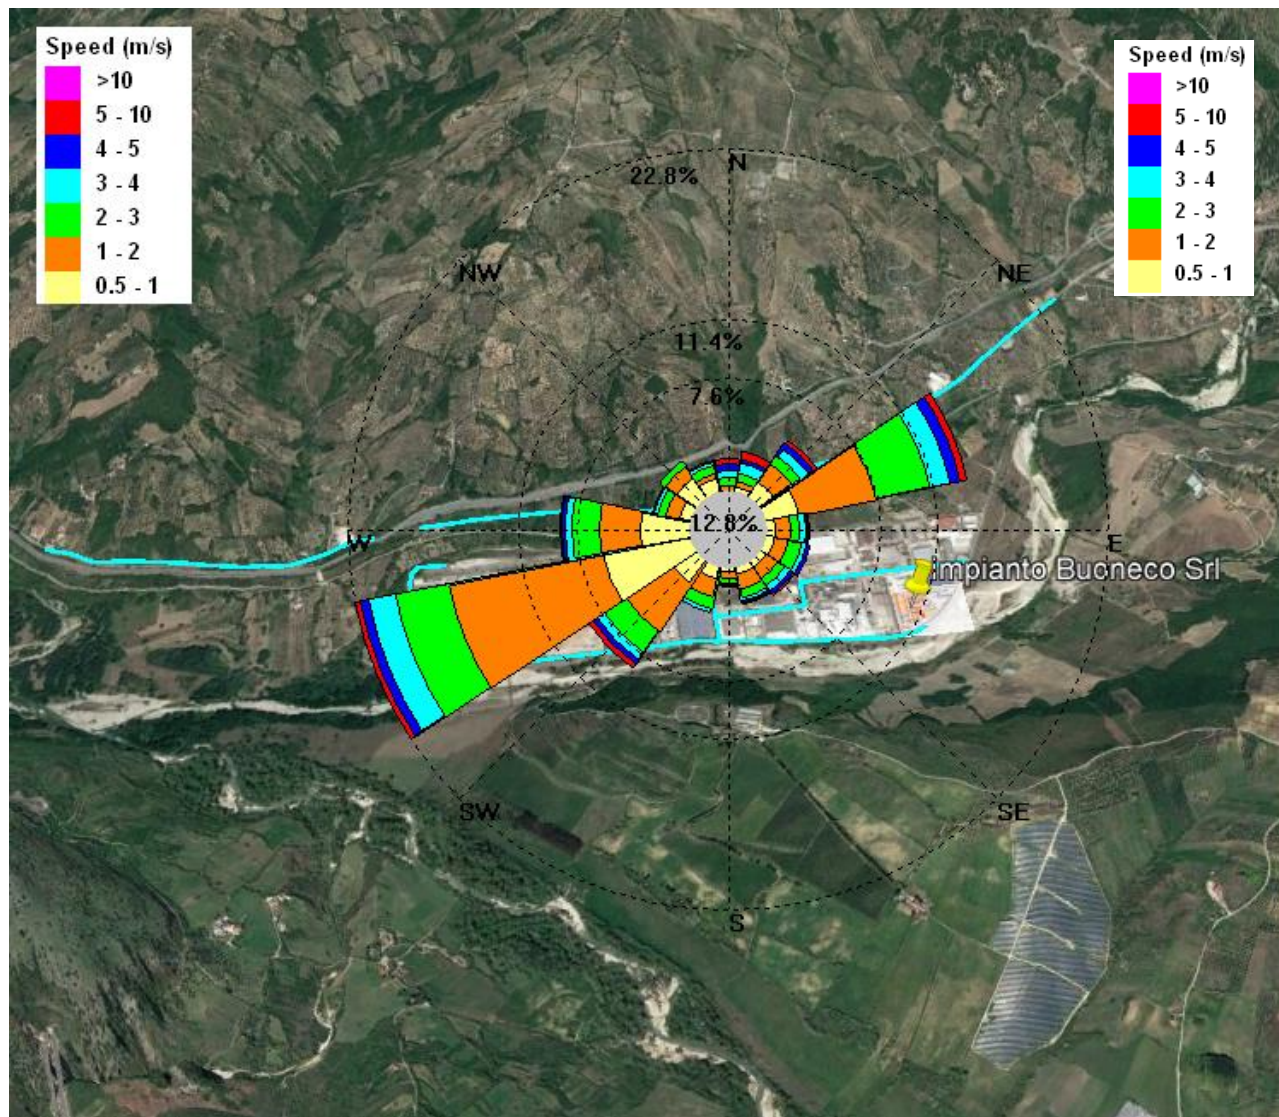 Speed (m/s)
>10
5 - 10
4 - 5
3 - 4
2 - 3
1 - 2
0.5 - 1
Speed (m/s)
>10
5 - 10
4 - 5
3 - 4
2 - 3
1 - 2
0.5 - 1
N
22.8%
NW
NE
11.4%
7.6%
12.8%
W
E
impianto Buoneco Srl
SW
SE
S